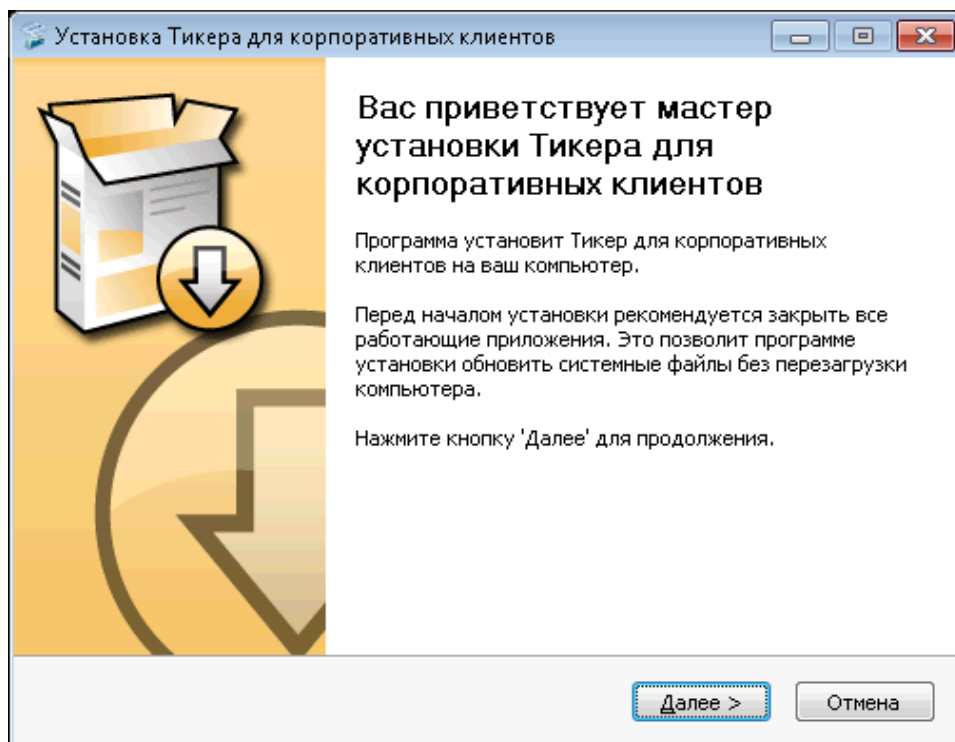 Установка Тикера для корпоративных клиентов
Вас приветствует мастер
установки Тикера для
корпоративных клиентов
Программа установит Тикер для корпоративных
клиентов на ваш компьютер.
Перед началом установки рекомендуется закрыть все
работающие приложения. Это позволит программе
установки обновить системные файлы без перезагрузки
компьютера.
Нажмите кнопку 'Далее' для продолжения.
Далее >
Отмена